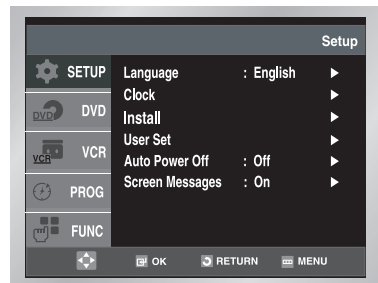 Setup
SETUP
Language : English ►
Clock ►
Install ►
User Set ►
Auto Power Off : Off ►
Screen Messages : On ►
DVD DVD
VCR VCR
PROG
FUNC
OK RETURN MENU